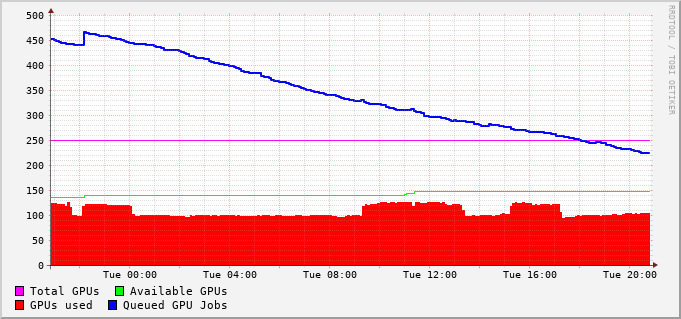 500
450
400
350
300
250
200
150
100
50
0
Tue 00:00 Tue 04:00 Tue 08:00 Tue 12:00 Tue 16:00 Tue 20:00
Total GPUs Available GPUs
GPUs used Queued GPU Jobs
RRDTOOL / TOBI OETIKER